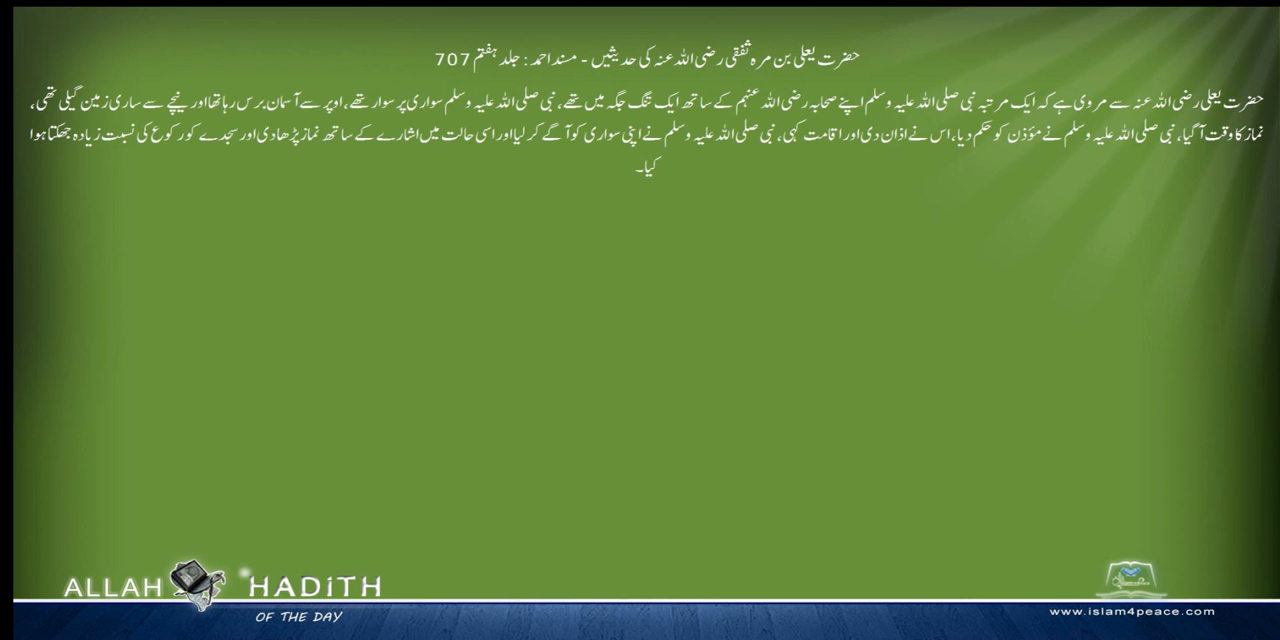 حضرت یعلی بن مرہ ثقفی رضی اللہ عنہ کی حدیثیں - مسند احمد : جلد ہفتم 707
حضرت یعلی رضی اللہ عنہ سے مروی ہے کہ ایک مرتبہ نبی صلی اللہ علیہ وسلم اپنے صحابہ رضی اللہ عنہم کے ساتھ ایک تنگ جگہ میں تھے، نبی صلی اللہ علیہ وسلم سواری پر سوار تھے، اوپر سے آسمان برس رہا تھا اور نیچے سے ساری زمین گیلی تھی،
نماز کا وقت آ گیا، نبی صلی اللہ علیہ وسلم نے مؤذن کو حکم دیا، اس نے اذان دی اور اقامت کہی، نبی صلی اللہ علیہ وسلم نے اپنی سواری کو آگے کر لیا اور اسی حالت میں اشارے کے ساتھ نماز پڑھا دی اور سجدے کو رکوع کی نسبت زیادہ جھکتا ہوا
کیا۔
ALLAH HADITH
OF THE DAY
www.islam4peace.com